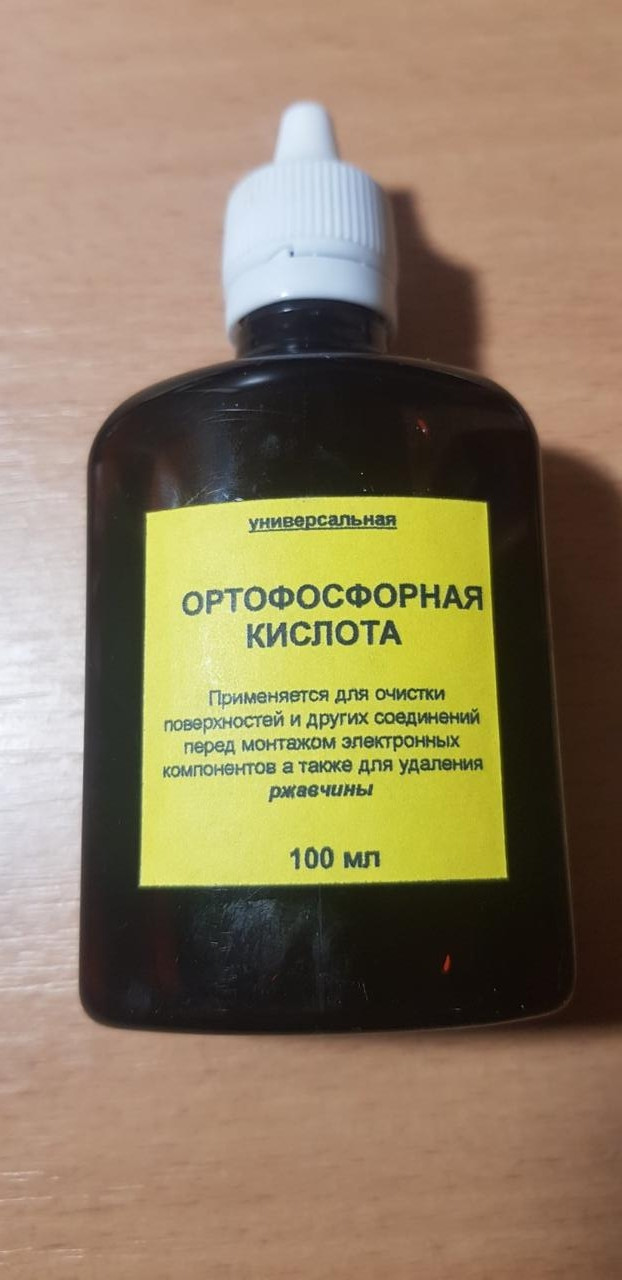 универсальная
ОРТОФОСФОРНАЯ
КИСЛОТА
Применяется для очистки
поверхностей и других соединений
перед монтажом электронных
компонентов а также для удаления
ржавчины
100 мл